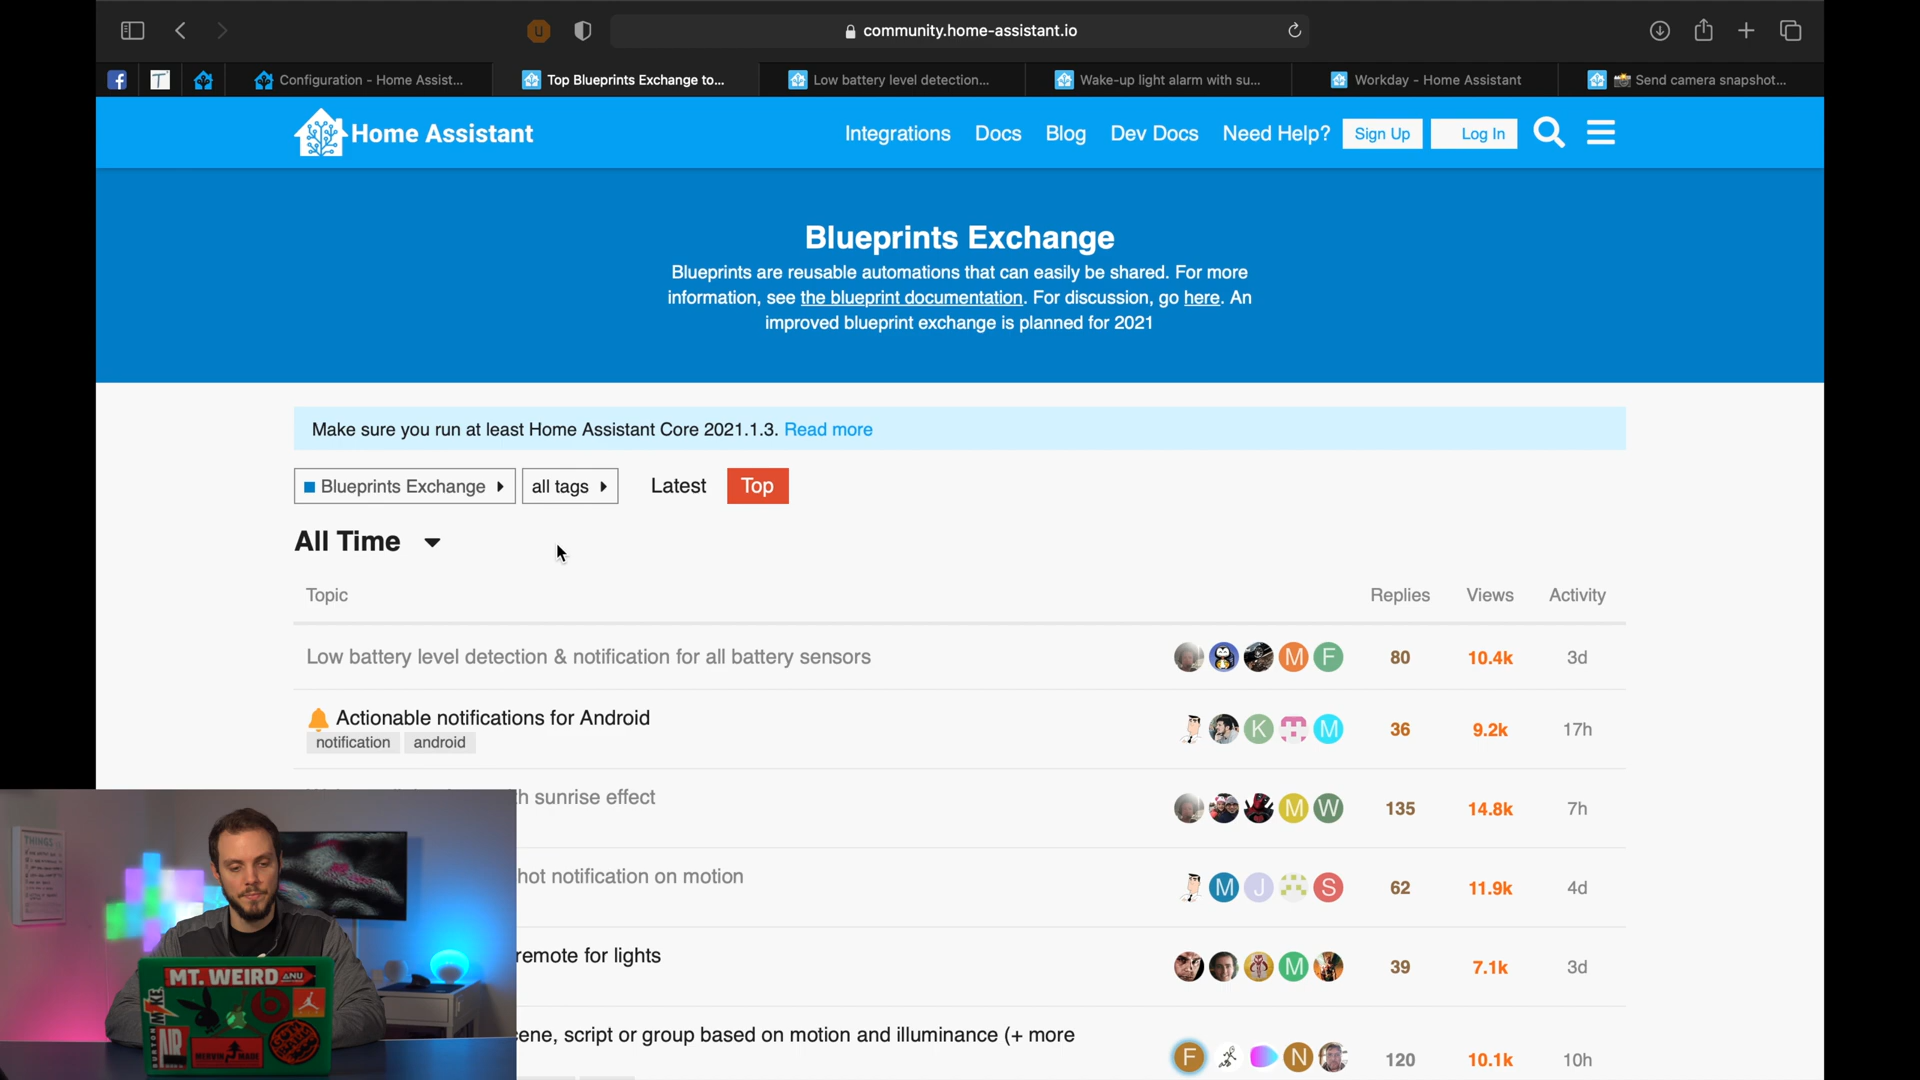 community.home-assistant.io
Configuration - Home Assist...
Top Blueprints Exchange to...
Low battery level detection...
Wake-up light alarm with su...
Workday - Home Assistant
Send camera snapshot...
Home Assistant
Integrations
Docs
Blog
Dev Docs
Need Help?
Sign Up
Log In
Blueprints Exchange
Blueprints are reusable automations that can easily be shared. For more
information, see the blueprint documentation. For discussion, go here. An
improved blueprint exchange is planned for 2021
Make sure you run at least Home Assistant Core 2021.1.3. Read more
Blueprints Exchange
all tags
Latest
Top
All Time
Topic
Replies
Views
Activity
Low battery level detection & notification for all battery sensors
M F
80
10.4k
3d
Actionable notifications for Android
notification
android
K M
36
9.2k
17h
h sunrise effect
M W
135
14.8k
7h
hot notification on motion
M J S
62
11.9k
4d
remote for lights
M
39
7.1k
3d
ene, script or group based on motion and illuminance (+ more
F N
120
10.1k
10h
THINGS
MT. WEIRD
ANU
AIR
MERVIN MADE